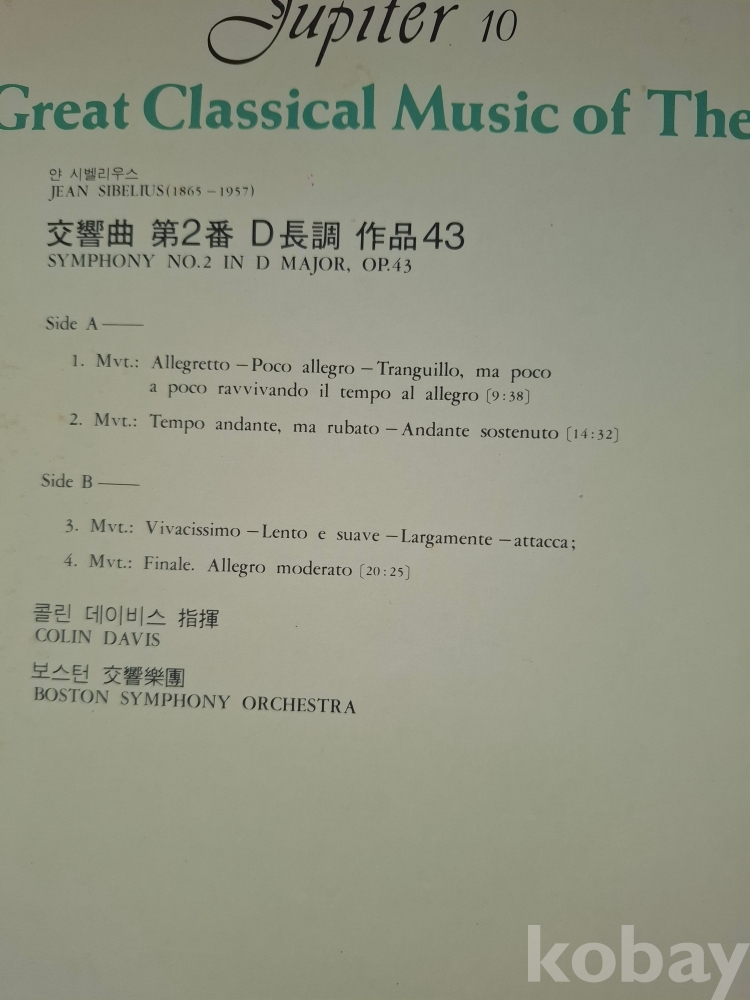 Jupiter 10
Great Classical Music of The
얀 시벨리우스
JEAN SIBELIUS(1865–1957)
交響曲 第2番 D長調 作品43
SYMPHONY NO.2 IN D MAJOR, OP.43
Side A——
1. Mvt.: Allegretto–Poco allegro–Tranguillo, ma poco
a poco ravvivando il tempo al allegro [9:38]
2. Mvt.: Tempo andante, ma rubato–Andante sostenuto [14:32]
Side B——
3. Mvt.: Vivacissimo–Lento e suave–Largamente–attacca;
4. Mvt.: Finale. Allegro moderato [20:25]
콜린 데이비스 指揮
COLIN DAVIS
보스턴 交響樂團
BOSTON SYMPHONY ORCHESTRA
kobay